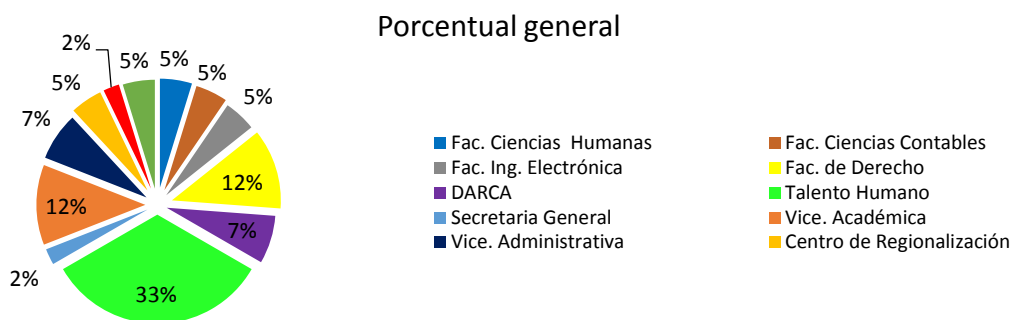 Porcentual general
2%
5% 5%
5%
5%
5%
7%
12%
12%
7%
2%
33%
Fac. Ciencias  Humanas
Fac. Ciencias Contables
Fac. Ing. Electrónica
Fac. de Derecho
DARCA
Talento Humano
Secretaria General
Vice. Académica
Vice. Administrativa
Centro de Regionalización